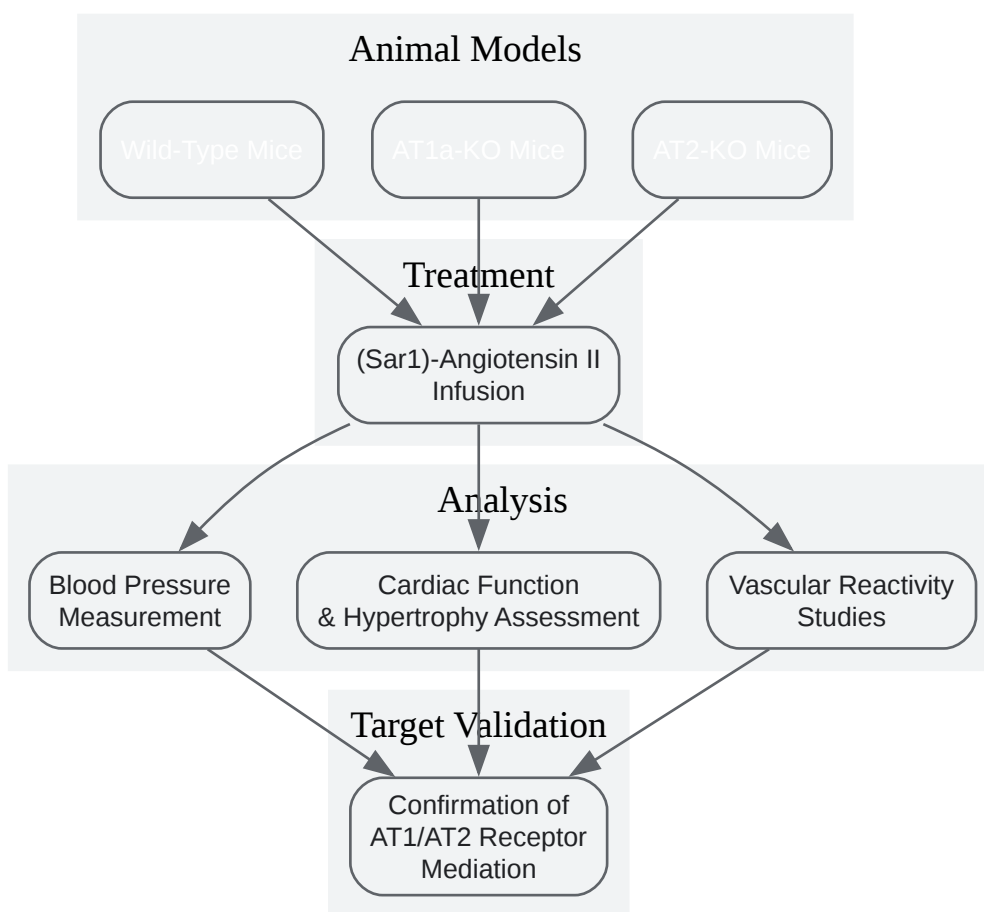 Animal Models
Wild-Type Mice
AT1a-KO Mice
AT2-KO Mice
Treatment
(Sar1)-Angiotensin II
Infusion
Analysis
Blood Pressure
Measurement
Cardiac Function
& Hypertrophy Assessment
Vascular Reactivity
Studies
Target Validation
Confirmation of
AT1/AT2 Receptor
Mediation